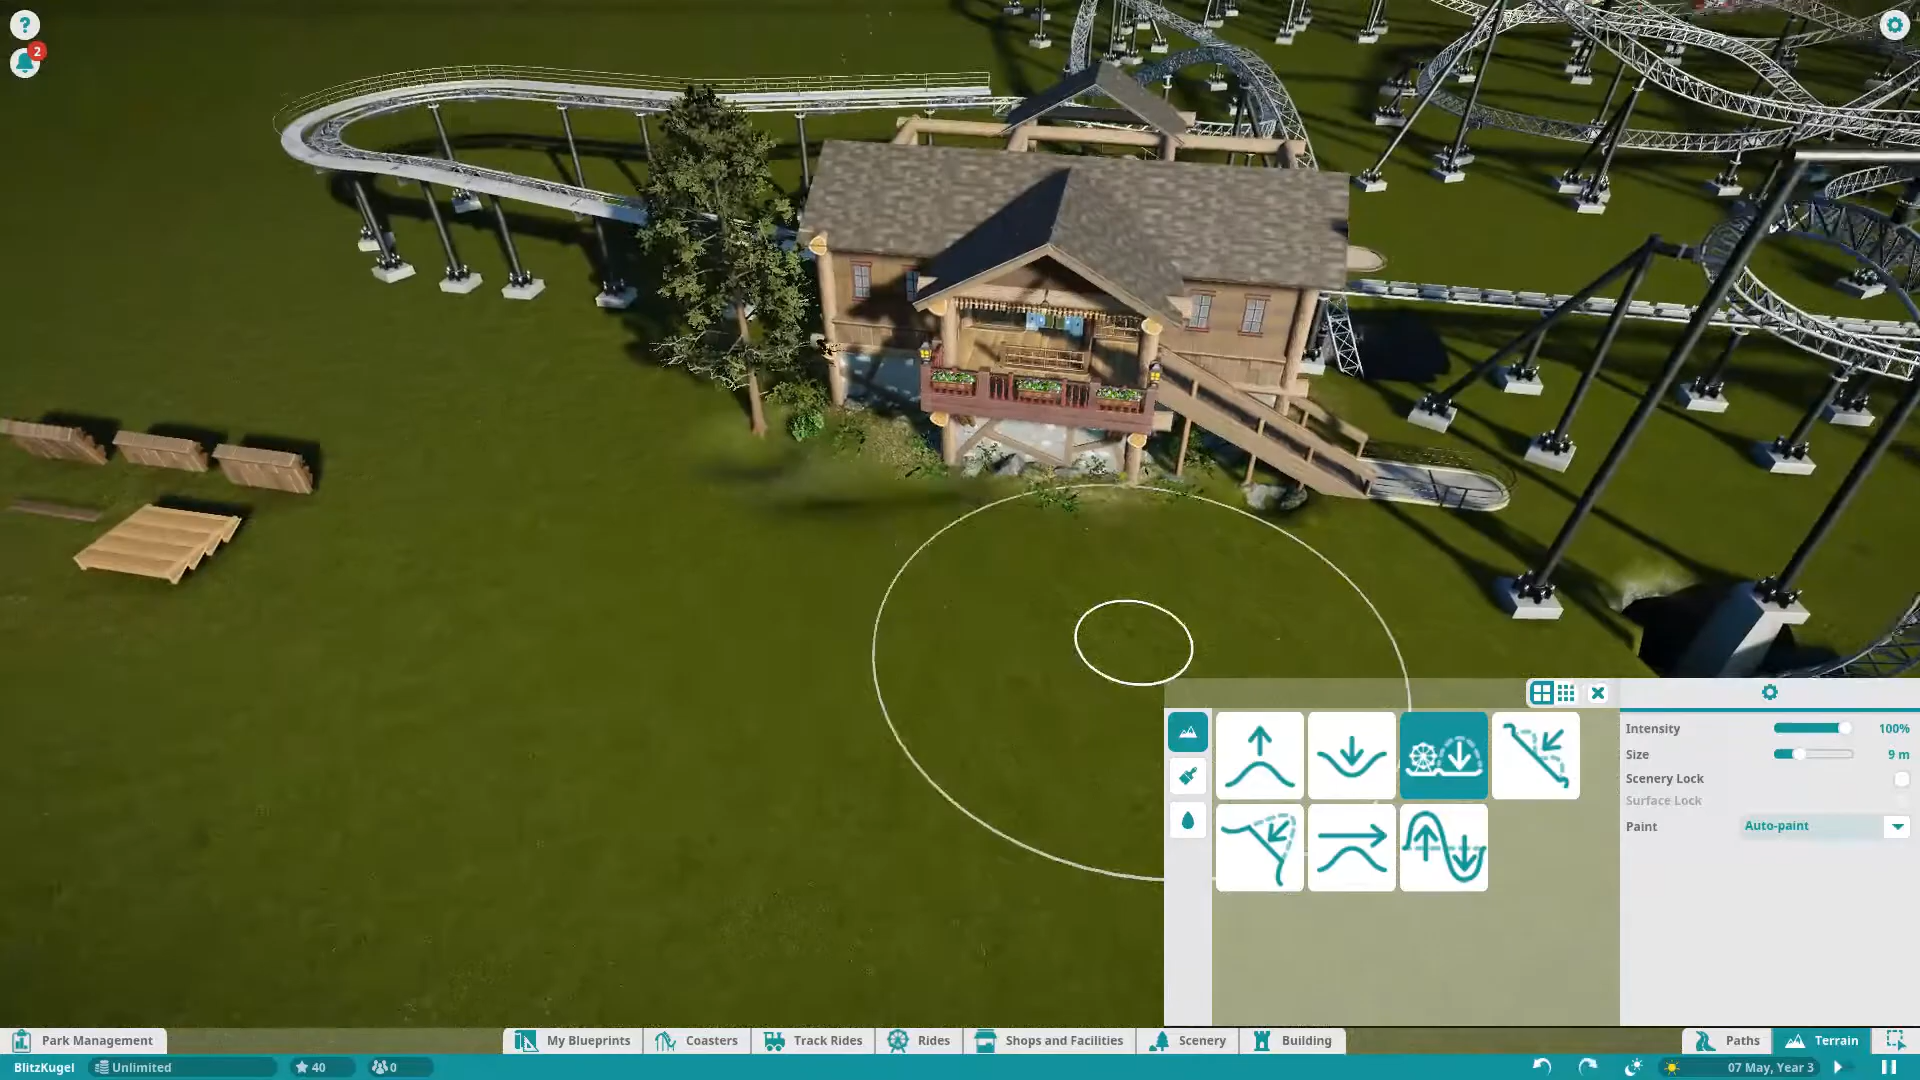 ?
2
Intensity 100%
Size 9 m
Scenery Lock
Surface Lock
Paint Auto-paint
Park Management My Blueprints Coasters Track Rides Rides Shops and Facilities Scenery Building Paths Terrain
BlitzKugel Unlimited 40 0 07 May, Year 3